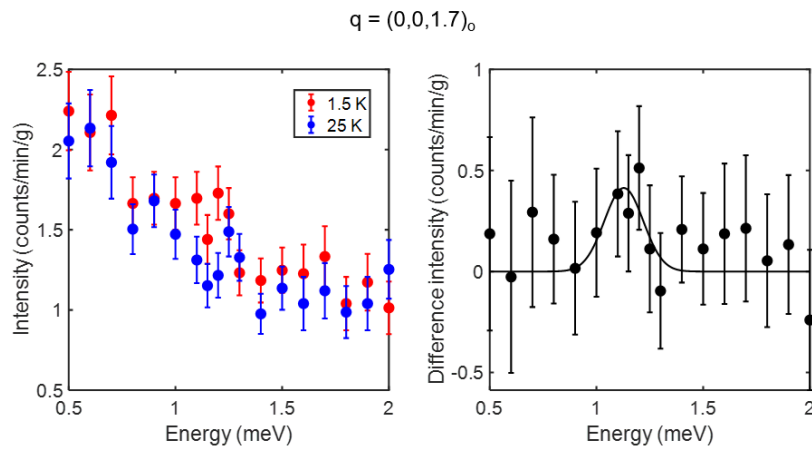 q = (0,0,1.7)o
2.5
2
1.5
1
0.5
0.5
1
1.5
2
Intensity (counts/min/g)
Energy (meV)
1.5 K
25 K
1
0.5
0
-0.5
0.5
1
1.5
2
Difference intensity (counts/min/g)
Energy (meV)